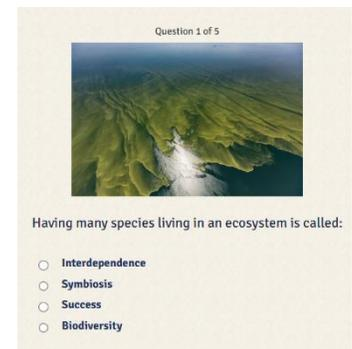 Question 1 of 5
Having many species living in an ecosystem is called:
Interdependence
Symbiosis
Success
Biodiversity